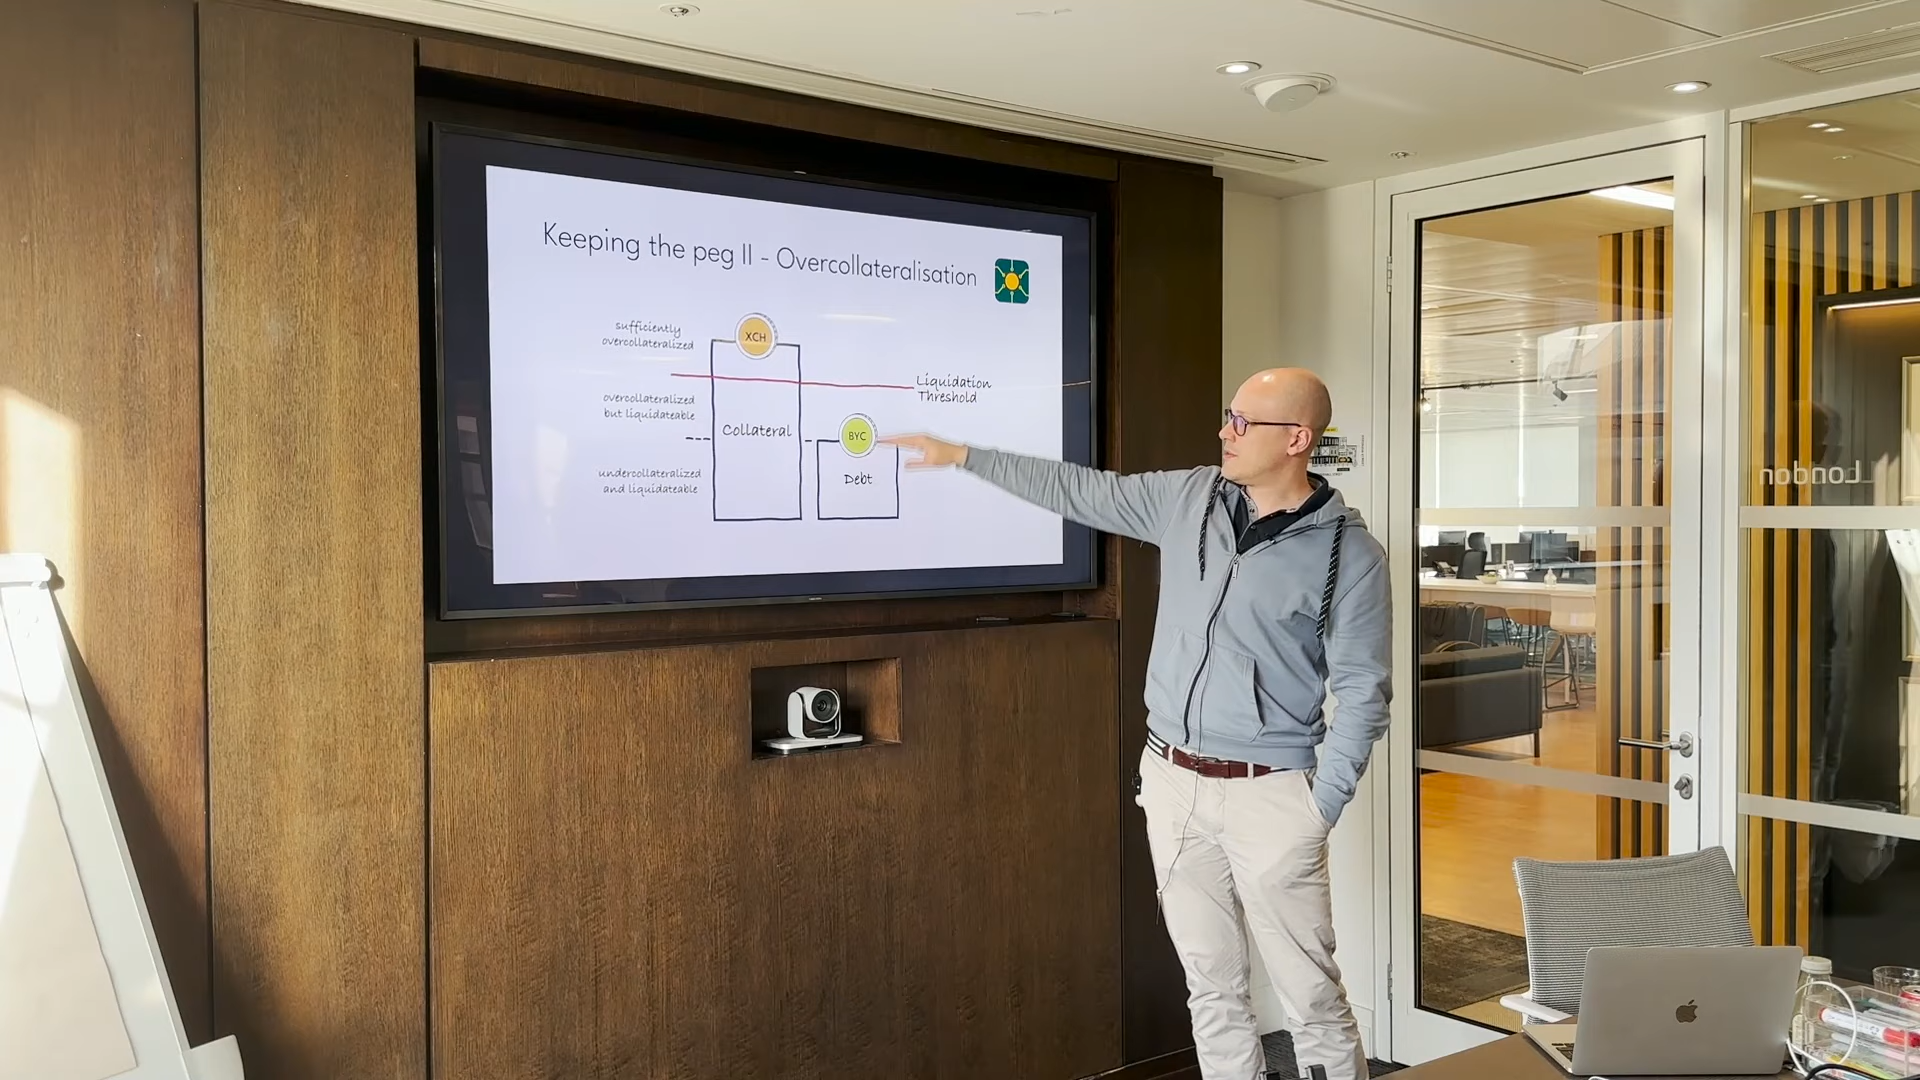 Keeping the peg II - Overcollateralisation
sufficiently
overcollateralized
XCH
Liquidation
Threshold
overcollateralized
but liquidateable
Collateral
BYC
undercollateralized
and liquidateable
Debt
London